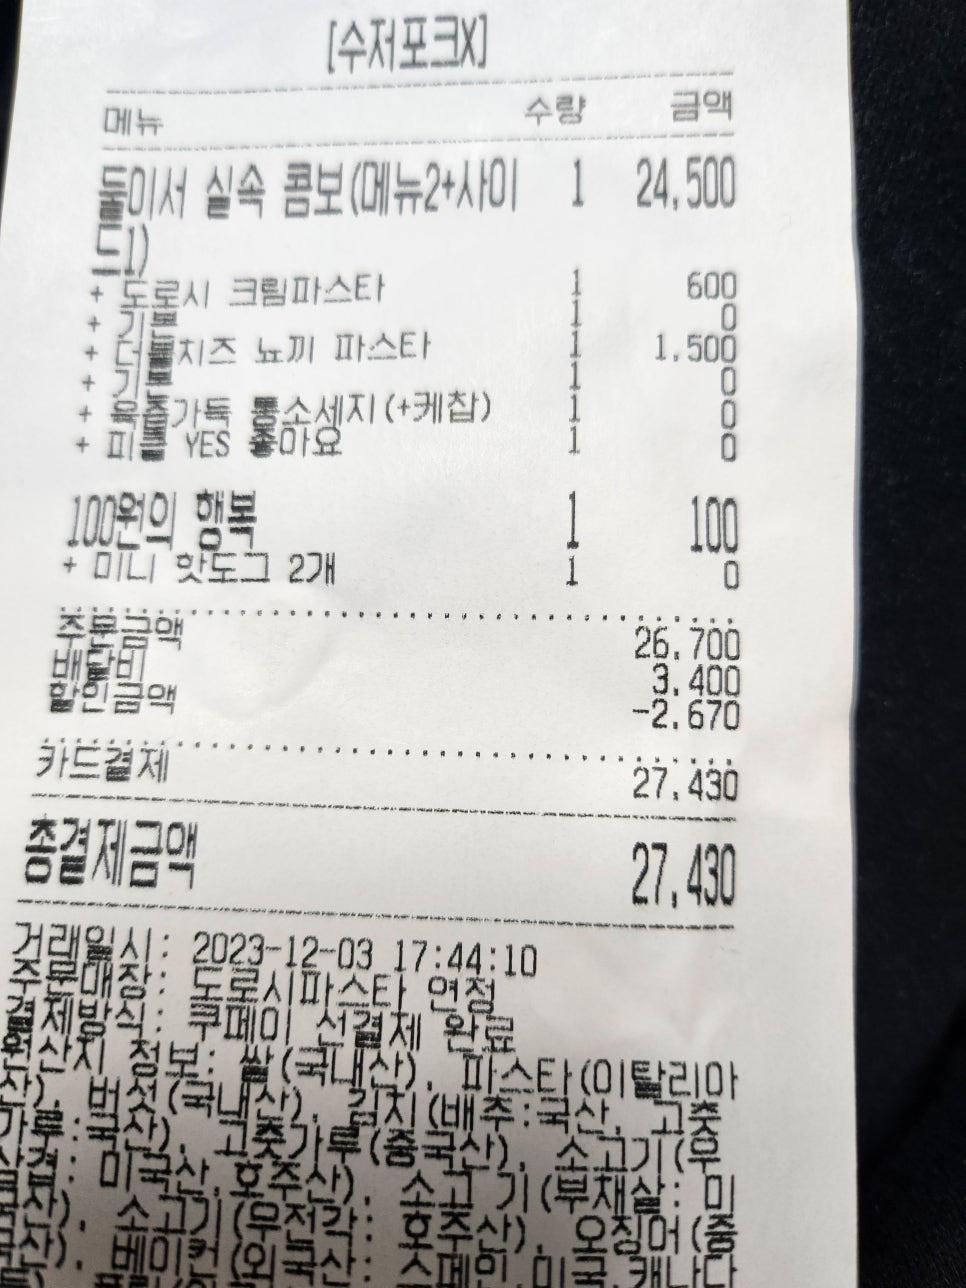 [수저포크X]
메뉴 수량 금액
둘이서 실속 콤보(메뉴2+사이 1 24,500
드1)
+ 도로시 크림파스타 1 600
+ 기본 1 0
+ 더블치즈 뇨끼 파스타 1 1,500
+ 기본 1 0
+ 육즙가득 통소세지(+케찹) 1 0
+ 피클 YES 좋아요 1 0
100원의 행복 1 100
+ 미니 핫도그 2개 1 0
주문금액 26,700
배달비 3,400
할인금액 -2,670
카드결제 27,430
총결제금액 27,430
거래일시: 2023-12-03 17:44:10
주문매장: 도로시파스타 연정
결제방식: 쿠페이 선결제 완료
원산지 정보: 쌀(국내산), 파스타(이탈리아
산), 버섯(국내산), 김치(배추:국산, 고춧
가루:국산), 고춧가루(중국산), 소고기(우
삼겹: 미국산,호주산), 소고기(부채살: 미
국산), 소고기(우전각: 호주산), 오징어(중
국산), 베이컨(외국산: 스페인,미국,캐나다